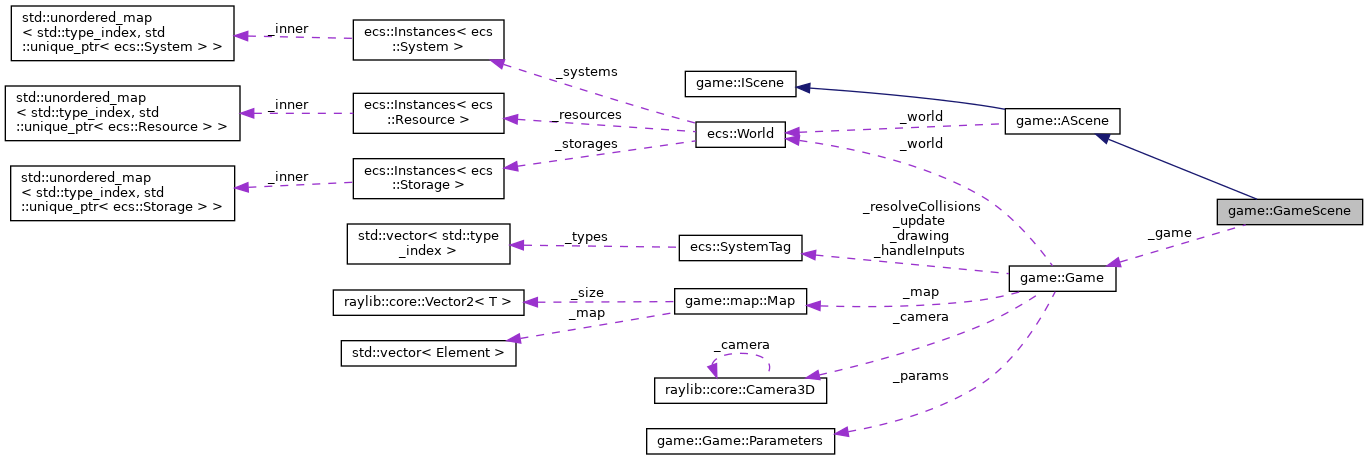 std::unordered_map
< std::type_index, std
::unique_ptr< ecs::System > >
_inner
ecs::Instances< ecs
::System >
_systems
std::unordered_map
< std::type_index, std
::unique_ptr< ecs::Resource > >
_inner
ecs::Instances< ecs
::Resource >
_resources
std::unordered_map
< std::type_index, std
::unique_ptr< ecs::Storage > >
_inner
ecs::Instances< ecs
::Storage >
_storages
game::IScene
ecs::World
_world
_world
game::AScene
game::GameScene
_game
game::Game
_resolveCollisions
_update
_drawing
_handleInputs
std::vector< std::type
_index >
_types
ecs::SystemTag
raylib::core::Vector2< T >
_size
_map
game::map::Map
_map
std::vector< Element >
_camera
_camera
raylib::core::Camera3D
_params
game::Game::Parameters